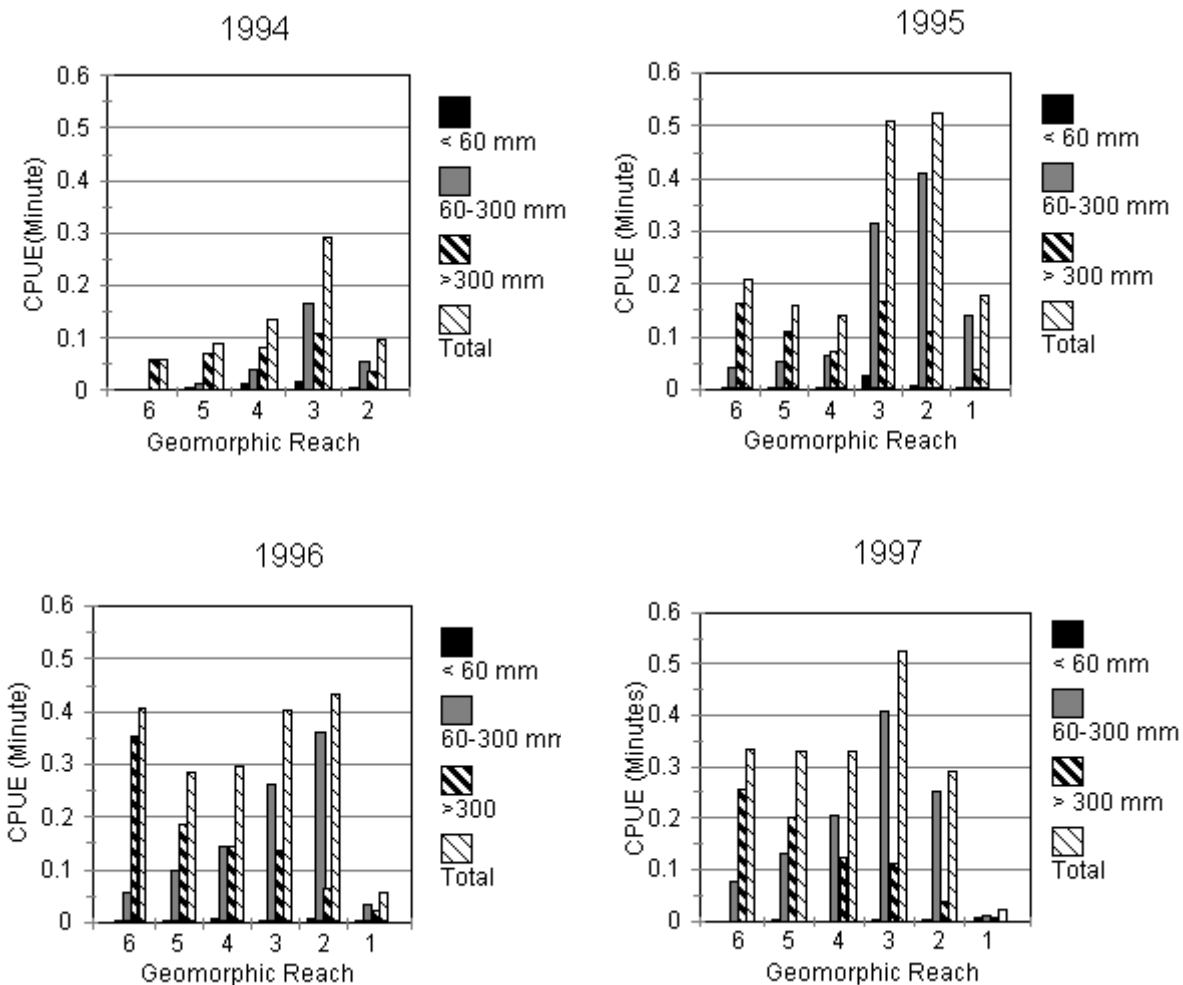 1994
0.6
0.5
0.4
0.3
0.2
0.1
0
CPUE(Minute)
6 5 4 3 2
Geomorphic Reach
< 60 mm
60-300 mm
>300 mm
Total
1995
0.6
0.5
0.4
0.3
0.2
0.1
0
CPUE (Minute)
6 5 4 3 2 1
Geomorphic Reach
< 60 mm
60-300 mm
> 300 mm
Total
1996
0.6
0.5
0.4
0.3
0.2
0.1
0
CPUE (Minute)
6 5 4 3 2 1
Geomorphic Reach
< 60 mm
60-300 mm
>300
Total
1997
0.6
0.5
0.4
0.3
0.2
0.1
0
CPUE (Minutes)
6 5 4 3 2 1
Geomorphic Reach
< 60 mm
60-300 mm
> 300 mm
Total